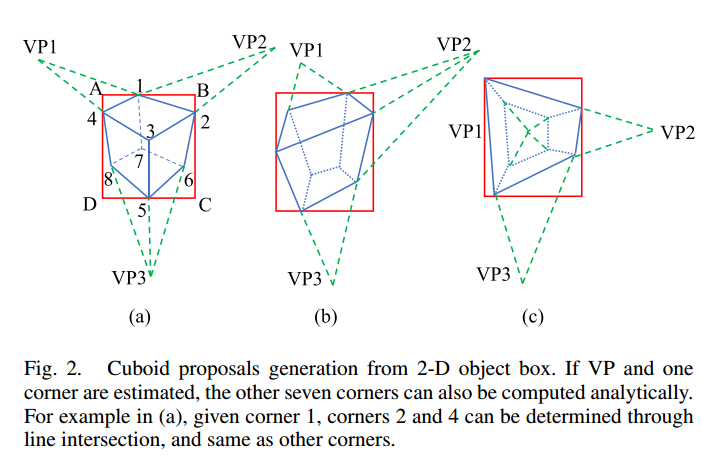 VP1
VP2
A
1
B
4
2
3
7
8
6
D
5
C
VP3
(a)
VP1
VP2
VP3
(b)
VP1
VP2
VP3
(c)
Fig. 2. Cuboid proposals generation from 2-D object box. If VP and one
corner are estimated, the other seven corners can also be computed analytically.
For example in (a), given corner 1, corners 2 and 4 can be determined through
line intersection, and same as other corners.